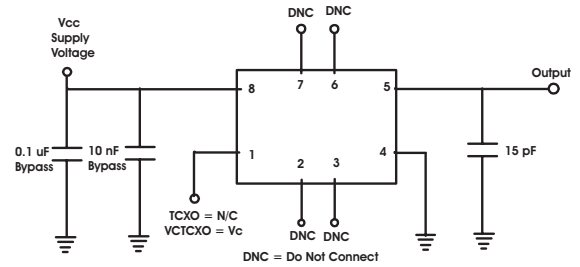 DNC DNC
Vcc
Supply
Voltage
Output
8 7 6 5
0.1 uF
Bypass
10 nF
Bypass
1 2 3 4
15 pF
TCXO = N/C
VCTCXO = Vc
DNC DNC
DNC = Do Not Connect